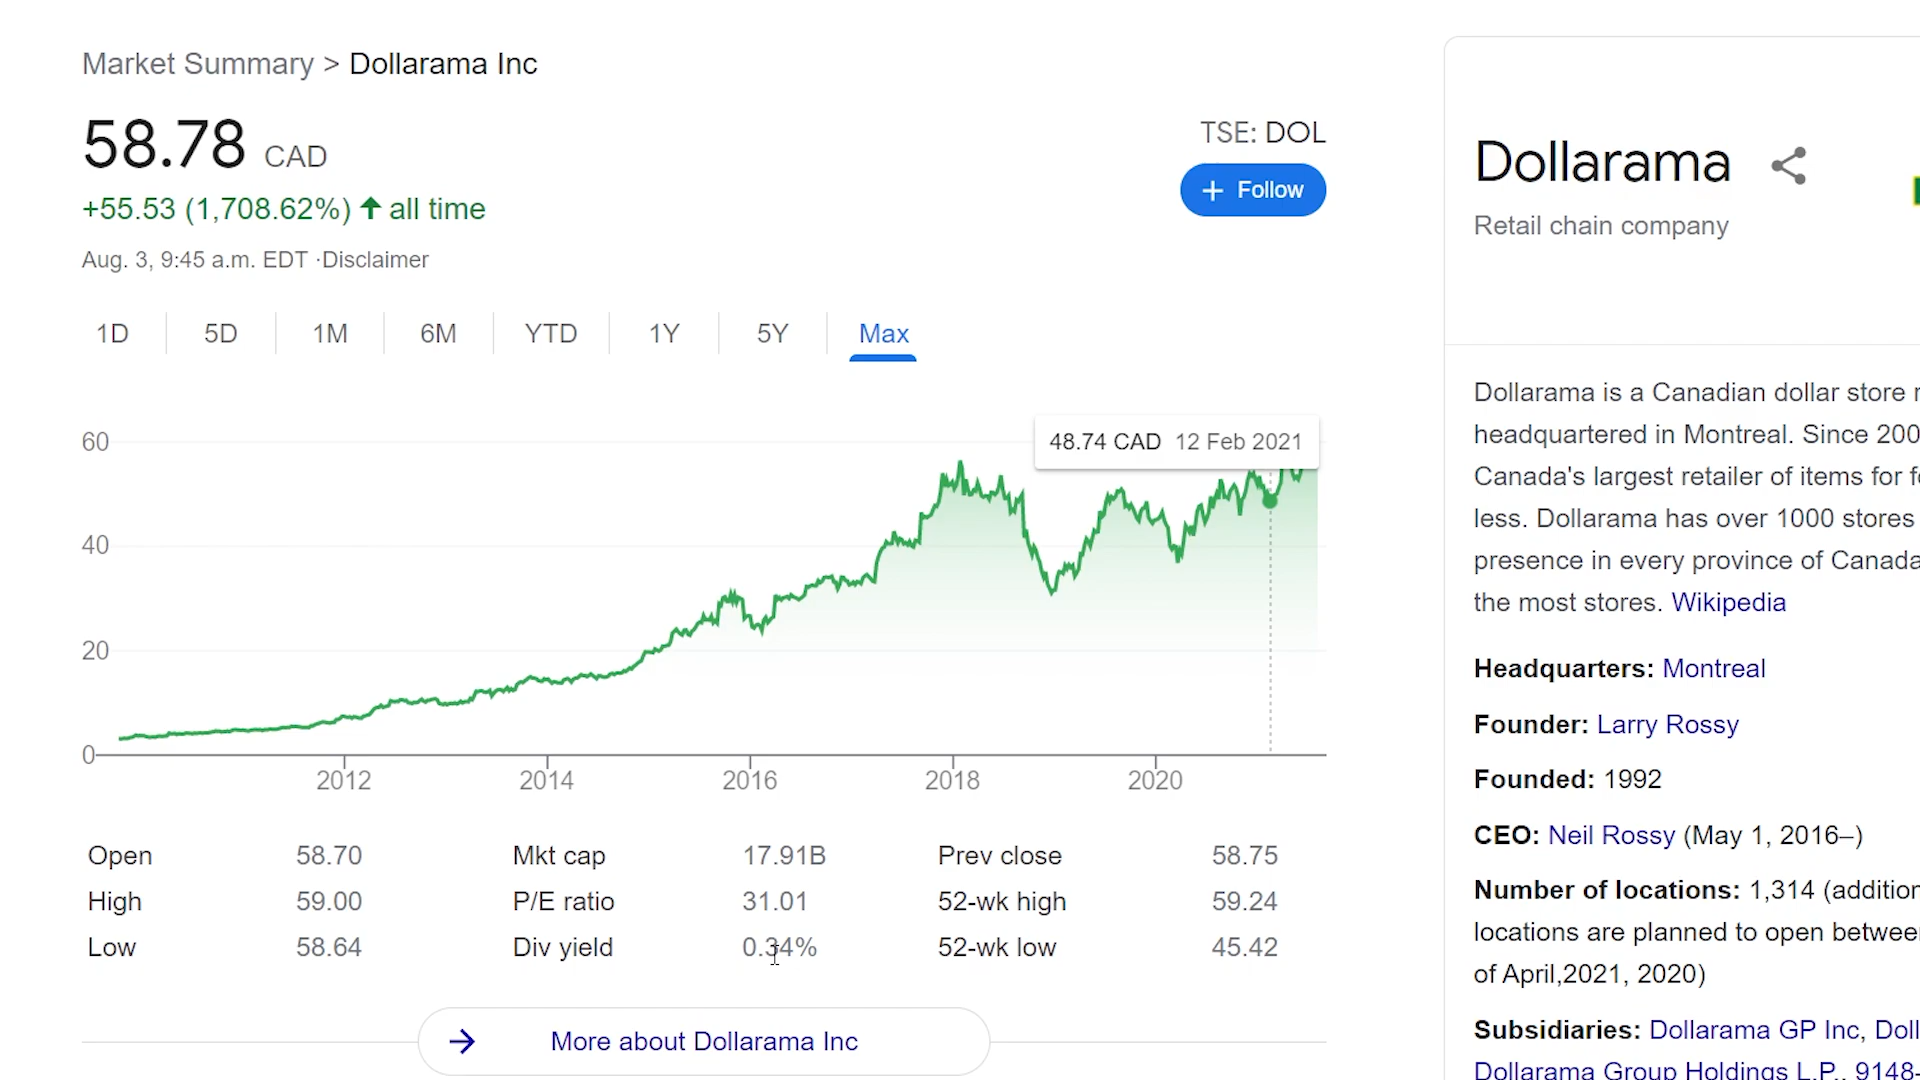 Market Summary > Dollarama Inc
58.78 CAD
+55.53 (1,708.62%) ↑ all time
Aug. 3, 9:45 a.m. EDT ·Disclaimer
TSE: DOL
+ Follow
1D 5D 1M 6M YTD 1Y 5Y Max
48.74 CAD 12 Feb 2021
60
40
20
0
2012 2014 2016 2018 2020
Open 58.70 Mkt cap 17.91B Prev close 58.75
High 59.00 P/E ratio 31.01 52-wk high 59.24
Low 58.64 Div yield 0.34% 52-wk low 45.42
More about Dollarama Inc
Dollarama
Retail chain company
Dollarama is a Canadian dollar store
headquartered in Montreal. Since 200
Canada's largest retailer of items for
less. Dollarama has over 1000 stores
presence in every province of Canada
the most stores. Wikipedia
Headquarters: Montreal
Founder: Larry Rossy
Founded: 1992
CEO: Neil Rossy (May 1, 2016–)
Number of locations: 1,314 (addition
locations are planned to open between
of April,2021, 2020)
Subsidiaries: Dollarama GP Inc, Doll
Dollarama Group Holdings L.P., 9148-